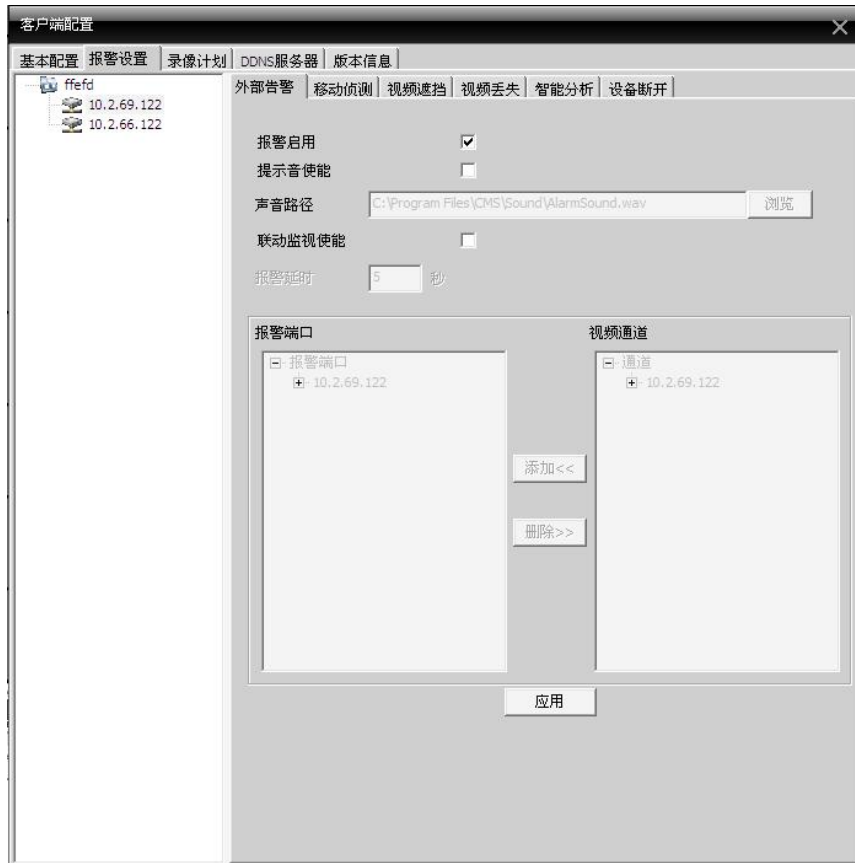 客户端配置
基本配置 报警设置 录像计划 DDNS服务器 版本信息
ffefd
10.2.69.122
10.2.66.122
外部告警 移动侦测 视频遮挡 视频丢失 智能分析 设备断开
报警启用
提示音使能
声音路径 C:\Program Files\CMS\Sound\AlarmSound.wav 浏览
联动监视使能
报警延时 5 秒
报警端口 视频通道
报警端口 通道
10.2.69.122 10.2.69.122
添加<<
删除>>
应用